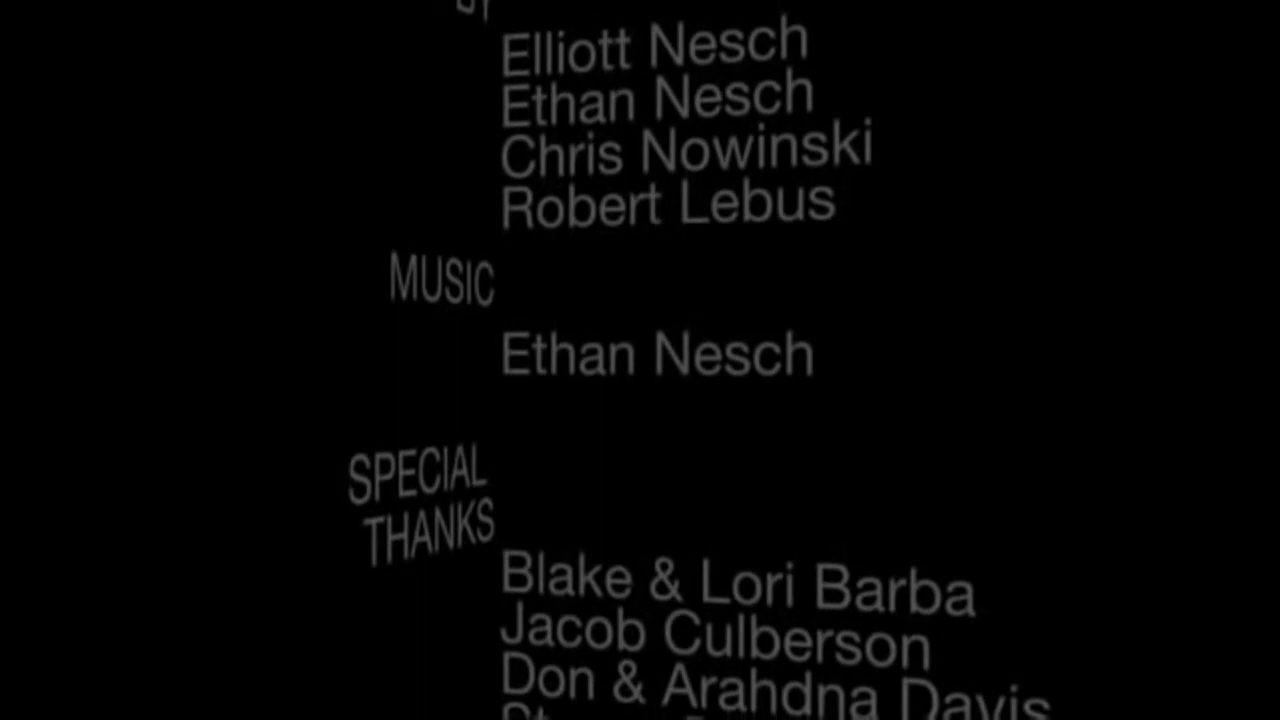 Elliott Nesch
Ethan Nesch
Chris Nowinski
Robert Lebus
MUSIC
Ethan Nesch
SPECIAL
THANKS
Blake & Lori Barba
Jacob Culberson
Don & Arahdna Davis